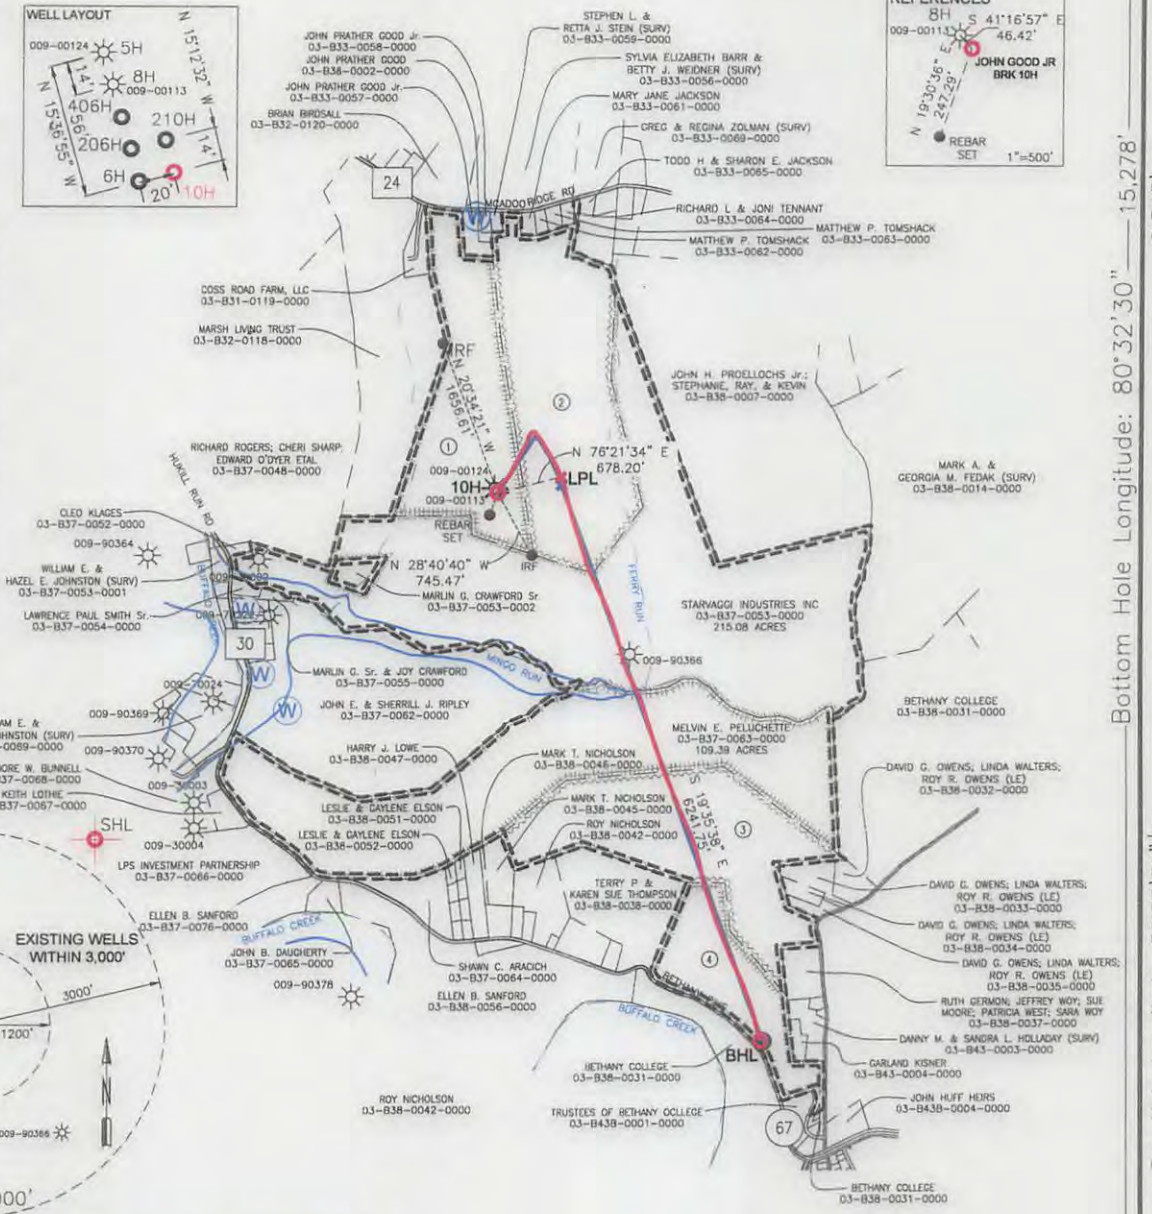 WELL LAYOUT
009-00124 5H
8H
009-00113
406H
206H
210H
6H
10H
20'
14'
56'
14'
N 15°36'55" W
N 15°12'32" W
REFERENCES
8H
009-00113
S 41°16'57" E
46.42'
JOHN GOOD JR
BRK 10H
N 19°30'36" E
247.29'
REBAR
SET
1"=500'
JOHN PRATHER GOOD Jr.
03-B33-0058-0000
JOHN PRATHER GOOD
03-B38-0002-0000
JOHN PRATHER GOOD Jr.
03-B33-0057-0000
BRIAN BIRDSALL
03-B32-0120-0000
STEPHEN L. &
RETTA J. STEIN (SURV)
03-B33-0059-0000
SYLVIA ELIZABETH BARR &
BETTY J. WEIDNER (SURV)
03-B33-0056-0000
MARY JANE JACKSON
03-B33-0061-0000
GREG & REGINA ZOLMAN (SURV)
03-B33-0069-0000
TODD H & SHARON E. JACKSON
03-B33-0065-0000
RICHARD L & JONI TENNANT
03-B33-0064-0000
MATTHEW P. TOMSHACK
03-B33-0063-0000
MATTHEW P. TOMSHACK
03-B33-0062-0000
24
MCADOO RIDGE RD
W
COSS ROAD FARM, LLC
03-B31-0119-0000
MARSH LIVING TRUST
03-B32-0118-0000
IRF
N 20°34'21" W
1656.61'
JOHN H. PROELLOCHS Jr.;
STEPHANIE, RAY, & KEVIN
03-B38-0007-0000
1
2
RICHARD ROGERS; CHERI SHARP;
EDWARD O'DYER ETAL
03-B37-0048-0000
009-00124
10H
009-00113
N 76°21'34" E
678.20'
LPL
MARK A. &
GEORGIA M. FEDAK (SURV)
03-B38-0014-0000
REBAR
SET
IRF
HUKILL RUN RD
CLEO KLAGES
03-B37-0052-0000
009-90364
WILLIAM E. &
HAZEL E. JOHNSTON (SURV)
03-B37-0053-0001
LAWRENCE PAUL SMITH Sr.
03-B37-0054-0000
N 28°40'40" W
745.47'
MARLIN G. CRAWFORD Sr.
03-B37-0053-0002
FERRY RUN
STARVAGGI INDUSTRIES INC
03-B37-0053-0000
215.08 ACRES
W
30
009-90366
W
MARLIN G. Sr. & JOY CRAWFORD
03-B37-0055-0000
MINGO RUN
009-70024
W
JOHN E. & SHERRILL J. RIPLEY
03-B37-0062-0000
BETHANY COLLEGE
03-B38-0031-0000
009-90369
AM E. &
HNSTON (SURV)
-0069-0000
009-90370
MELVIN E. PELUCHETTE
03-B37-0063-0000
109.39 ACRES
HARRY J. LOWE
03-B38-0047-0000
MARK T. NICHOLSON
03-B38-0046-0000
ORE W. BUNNELL
37-0068-0000
KEITH LOTHIE
37-0067-0000
009-30003
DAVID G. OWENS; LINDA WALTERS;
ROY R. OWENS (LE)
03-B38-0032-0000
LESLIE & GAYLENE ELSON
03-B38-0051-0000
MARK T. NICHOLSON
03-B38-0045-0000
ROY NICHOLSON
03-B38-0042-0000
S 19°35'38" E
6241.75'
3
SHL
009-30004
LESLIE & GAYLENE ELSON
03-B38-0052-0000
LPS INVESTMENT PARTNERSHIP
03-B37-0066-0000
TERRY P &
KAREN SUE THOMPSON
03-B38-0038-0000
DAVID G. OWENS; LINDA WALTERS;
ROY R. OWENS (LE)
03-B38-0033-0000
ELLEN B. SANFORD
03-B37-0076-0000
BUFFALO CREEK
DAVID G. OWENS; LINDA WALTERS;
ROY R. OWENS (LE)
03-B38-0034-0000
EXISTING WELLS
WITHIN 3,000'
JOHN B. DAUGHERTY
03-B37-0065-0000
SHAWN C. ARACICH
03-B37-0064-0000
4
DAVID G. OWENS; LINDA WALTERS;
ROY R. OWENS (LE)
03-B38-0035-0000
009-90378
ELLEN B. SANFORD
03-B38-0056-0000
RUTH GERMON; JEFFREY WOY; SUE
MOORE; PATRICIA WEST; SARA WOY
03-B38-0037-0000
3000'
1200'
BUFFALO CREEK
DANNY M. & SANDRA L. HOLLADAY (SURV)
03-B43-0003-0000
BHL
GARLAND KISNER
03-B43-0004-0000
BETHANY COLLEGE
03-B38-0031-0000
N
ROY NICHOLSON
03-B38-0042-0000
JOHN HUFF HEIRS
03-B43B-0004-0000
TRUSTEES OF BETHANY OCLLEGE
03-B43B-0001-0000
67
009-90366
BETHANY COLLEGE
03-B38-0031-0000
000'
Bottom Hole Longitude: 80°32'30" 15,278'